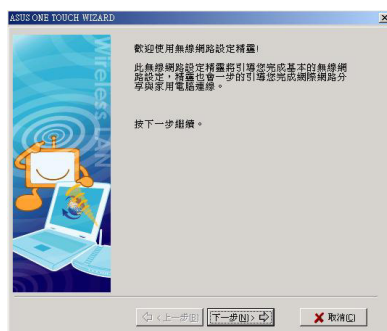 ASUS ONE TOUCH WIZARD
Wireless LAN
歡迎使用無線網路設定精靈!
此無線網路設定精靈將引導您完成基本的無線網
路設定，精靈也會一步的引導您完成網際網路分
享與家用電腦連線。
按下一步繼續。
<上一步(B)
下一步(N)>
取消(C)